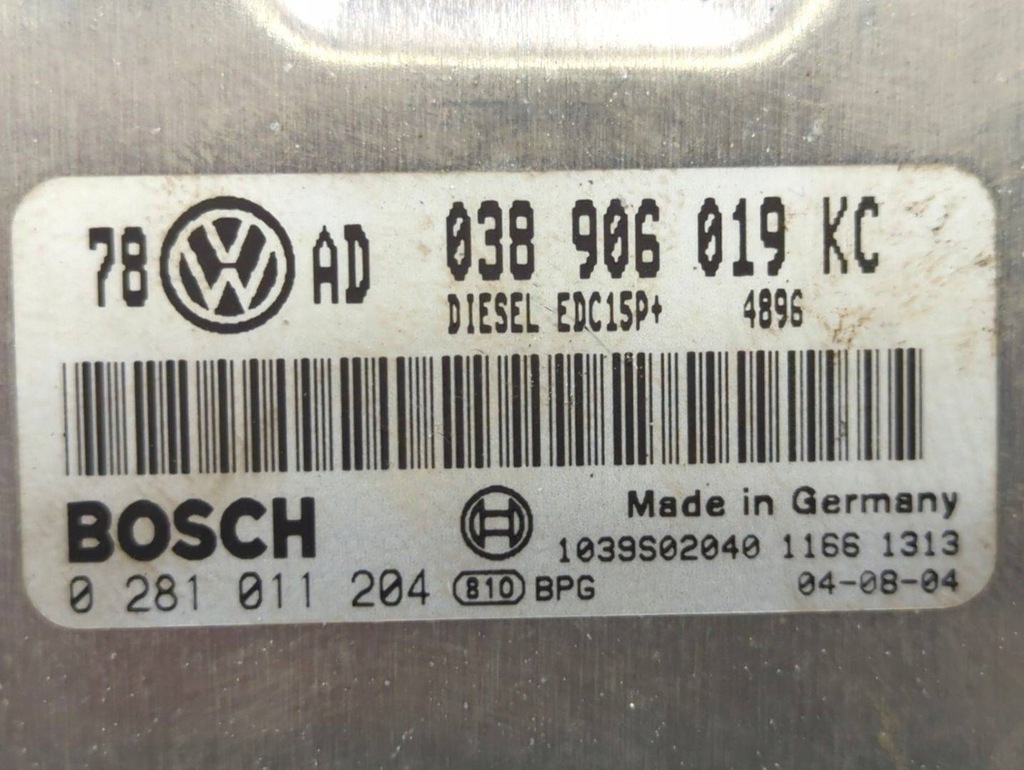 78 AD 038 906 019 KC
DIESEL EDC15P+ 4896
BOSCH Made in Germany
1039S02040 1166 1313
0 281 011 204 810 BPG 04-08-04